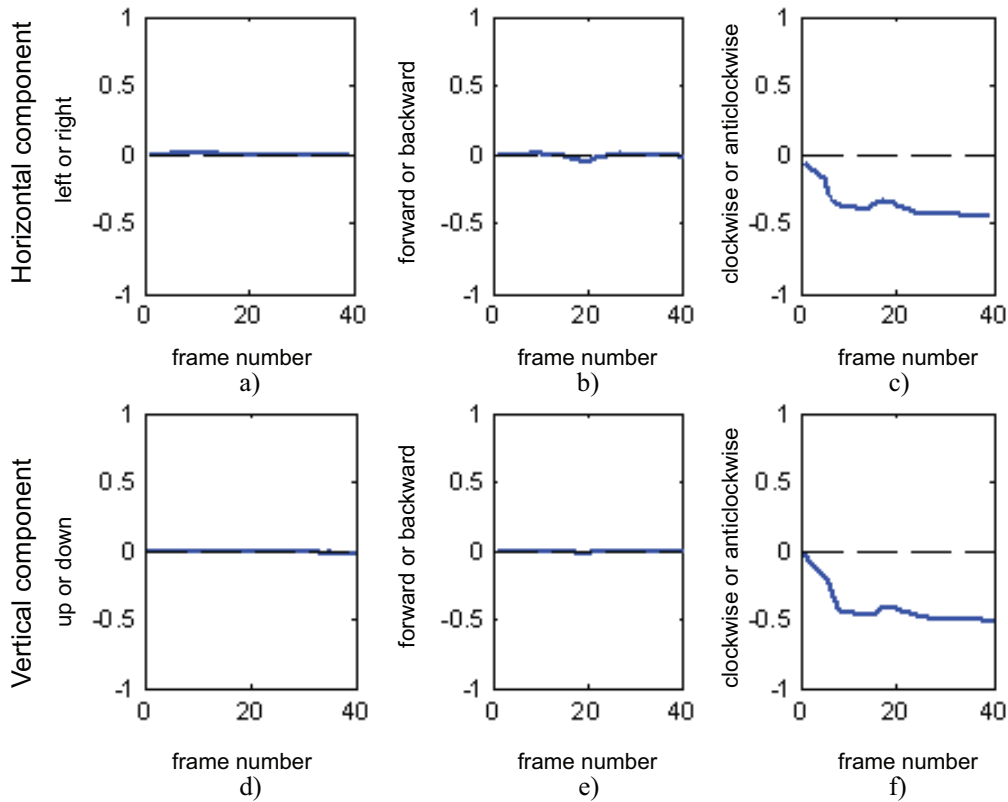 Horizontal component
left or right
1
0.5
0
-0.5
-1
0
20
40
frame number
a)
forward or backward
1
0.5
0
-0.5
-1
0
20
40
frame number
b)
clockwise or anticlockwise
1
0.5
0
-0.5
-1
0
20
40
frame number
c)
Vertical component
up or down
1
0.5
0
-0.5
-1
0
20
40
frame number
d)
forward or backward
1
0.5
0
-0.5
-1
0
20
40
frame number
e)
clockwise or anticlockwise
1
0.5
0
-0.5
-1
0
20
40
frame number
f)